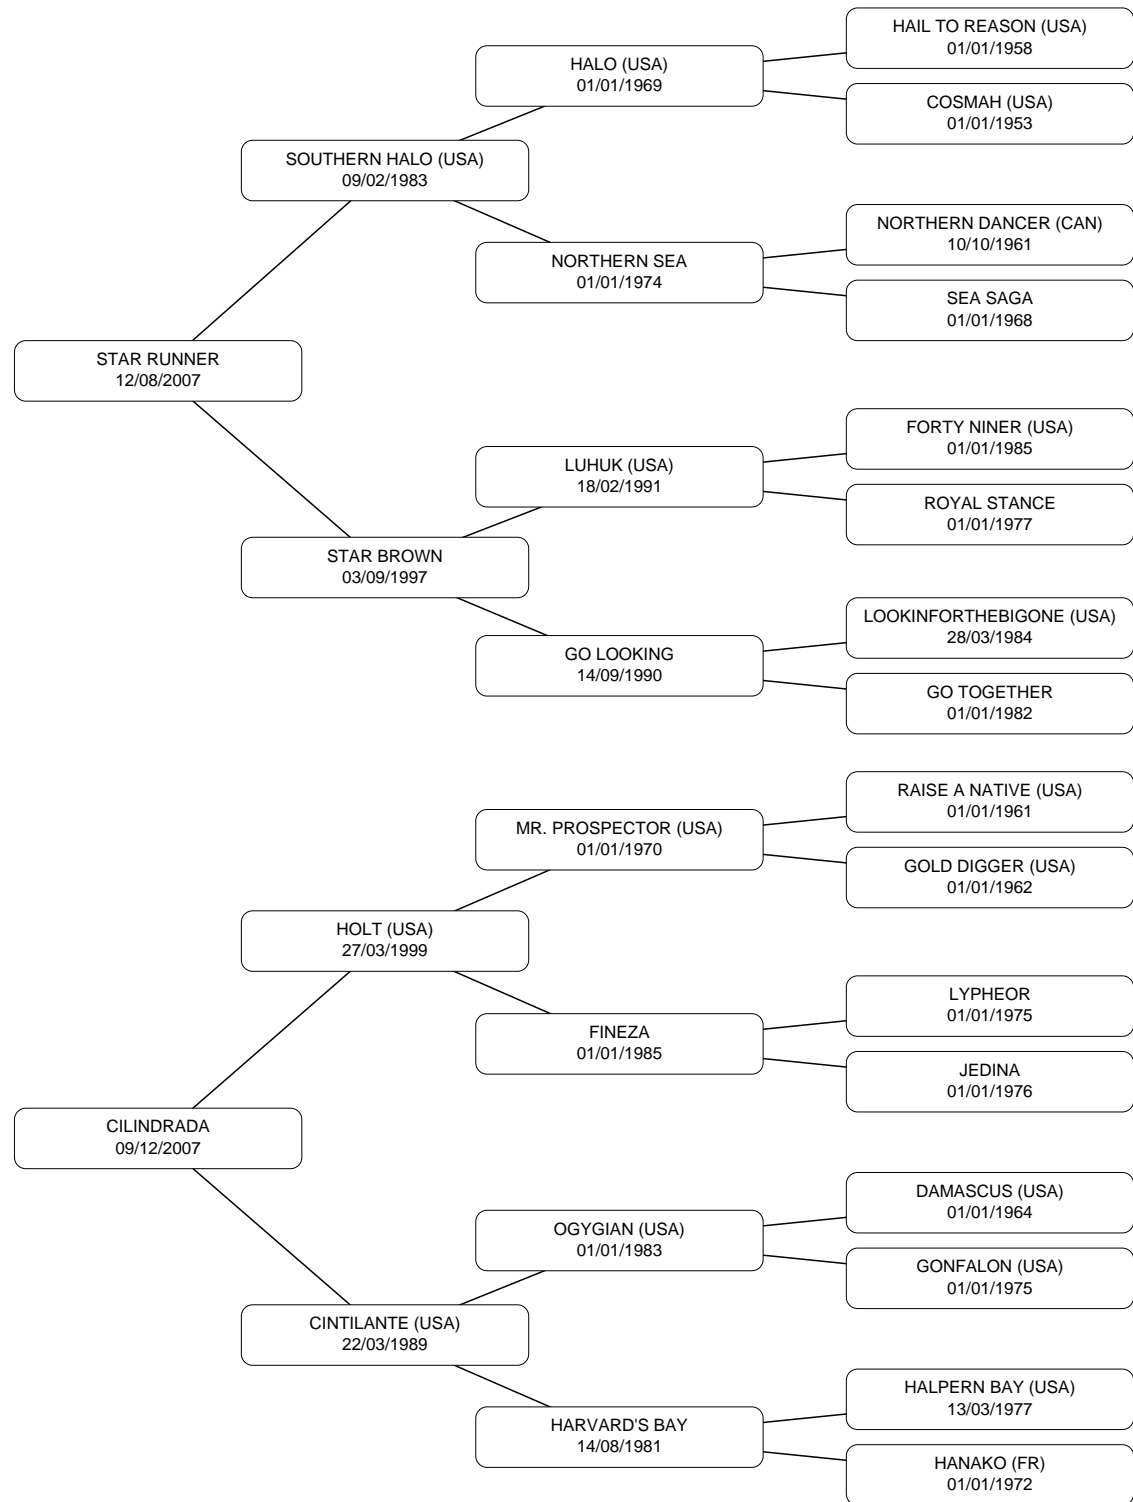 HAIL TO REASON (USA)
01/01/1958
HALO (USA)
01/01/1969
COSMAH (USA)
01/01/1953
SOUTHERN HALO (USA)
09/02/1983
NORTHERN DANCER (CAN)
10/10/1961
NORTHERN SEA
01/01/1974
SEA SAGA
01/01/1968
STAR RUNNER
12/08/2007
FORTY NINER (USA)
01/01/1985
LUHUK (USA)
18/02/1991
ROYAL STANCE
01/01/1977
STAR BROWN
03/09/1997
LOOKINFORTHEBIGONE (USA)
28/03/1984
GO LOOKING
14/09/1990
GO TOGETHER
01/01/1982
RAISE A NATIVE (USA)
01/01/1961
MR. PROSPECTOR (USA)
01/01/1970
GOLD DIGGER (USA)
01/01/1962
HOLT (USA)
27/03/1999
LYPHEOR
01/01/1975
FINEZA
01/01/1985
JEDINA
01/01/1976
CILINDRADA
09/12/2007
DAMASCUS (USA)
01/01/1964
OGYGIAN (USA)
01/01/1983
GONFALON (USA)
01/01/1975
CINTILANTE (USA)
22/03/1989
HALPERN BAY (USA)
13/03/1977
HARVARD'S BAY
14/08/1981
HANAKO (FR)
01/01/1972